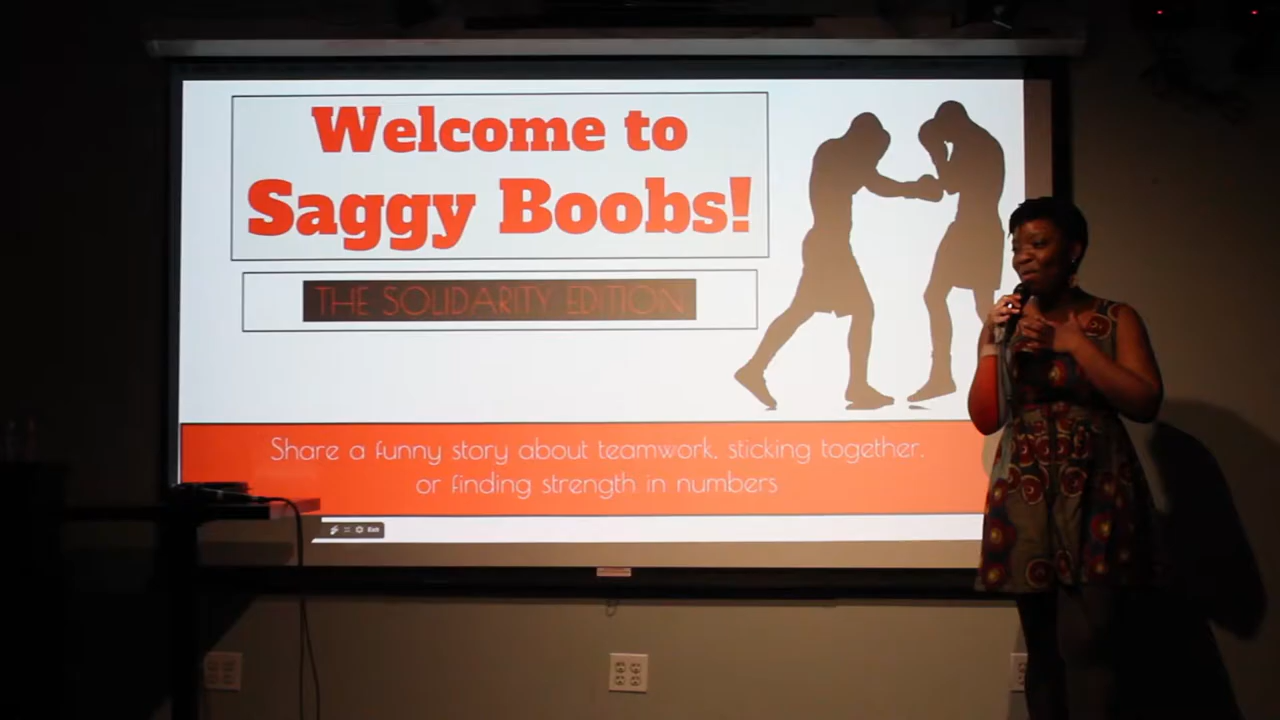 Welcome to
Saggy Boobs!
THE SOLIDARITY EDITION
Share a funny story about teamwork, sticking together,
or finding strength in numbers
Exit